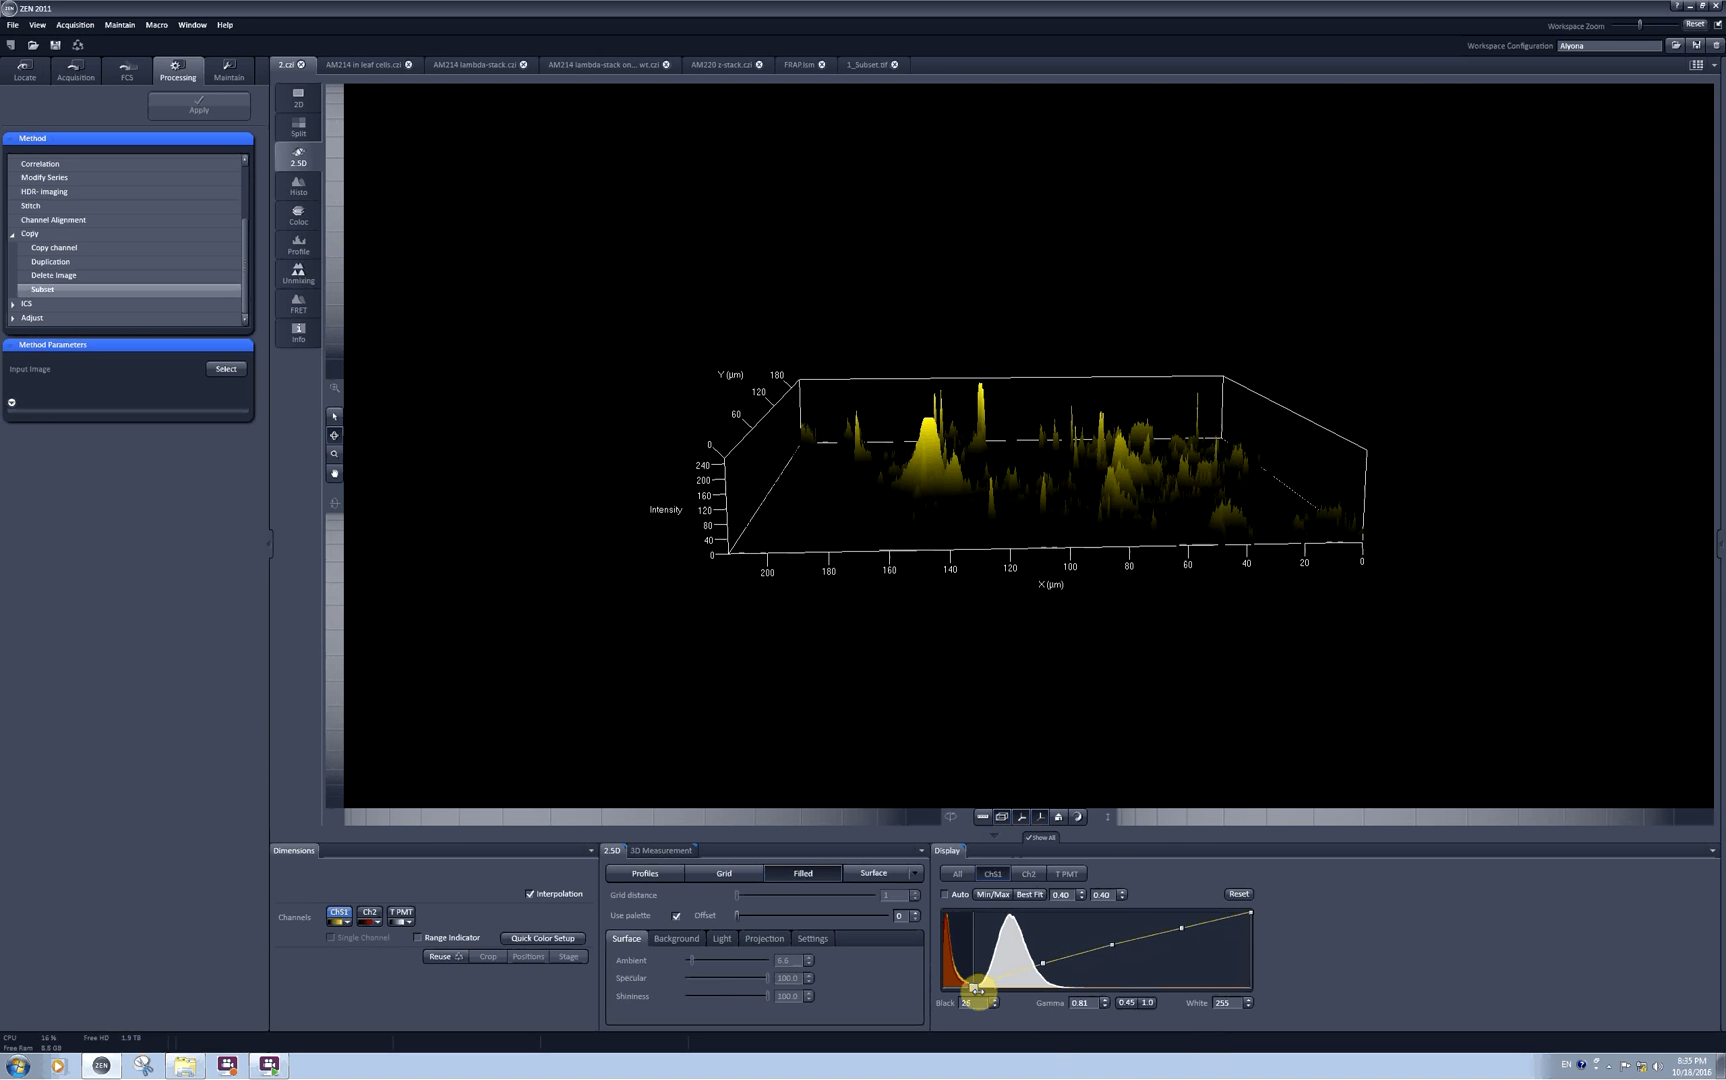 ZEN 2011
File View Acquisition Maintain Macro Window Help
Workspace Zoom Reset
Workspace Configuration Alyona
Locate Acquisition FCS Processing Maintain
2.czi AM214 in leaf cells.czi AM214 lambda-stack.czi AM214 lambda-stack on... wt.czi AM220 z-stack.czi FRAP.lsm 1_Subset.tif
Apply
Method
Correlation
Modify Series
HDR- imaging
Stitch
Channel Alignment
Copy
Copy channel
Duplication
Delete Image
Subset
ICS
Adjust
Method Parameters
Input Image Select
2D
Split
2.5D
Histo
Coloc
Profile
Unmixing
FRET
Info
Y (µm) 180
120
60
0
240
200
160
Intensity 120
80
40
0
200 180 160 140 120 100 80 60 40 20 0
X (µm)
Show All
Dimensions
Interpolation
Channels ChS1 Ch2 T PMT
Single Channel Range Indicator Quick Color Setup
Reuse Crop Positions Stage
2.5D 3D Measurement
Profiles Grid Filled Surface
Grid distance 1
Use palette Offset 0
Surface Background Light Projection Settings
Ambient 6.6
Specular 100.0
Shininess 100.0
Display
All ChS1 Ch2 T PMT
Auto Min/Max Best Fit 0.40 0.40 Reset
Black 26 Gamma 0.81 0.45 1.0 White 255
CPU 16 % Free HD 1.9 TB
Free Ram 8.8 GB
ZEN
EN
8:35 PM
10/18/2016